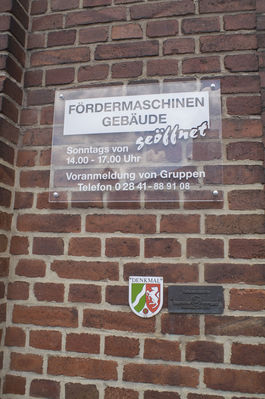 FÖRDERMASCHINEN
GEBÄUDE
geöffnet
Sonntags von
14.00 - 17.00 Uhr
Voranmeldung von Gruppen
Telefon 0 28 41- 88 91 08
DENKMAL